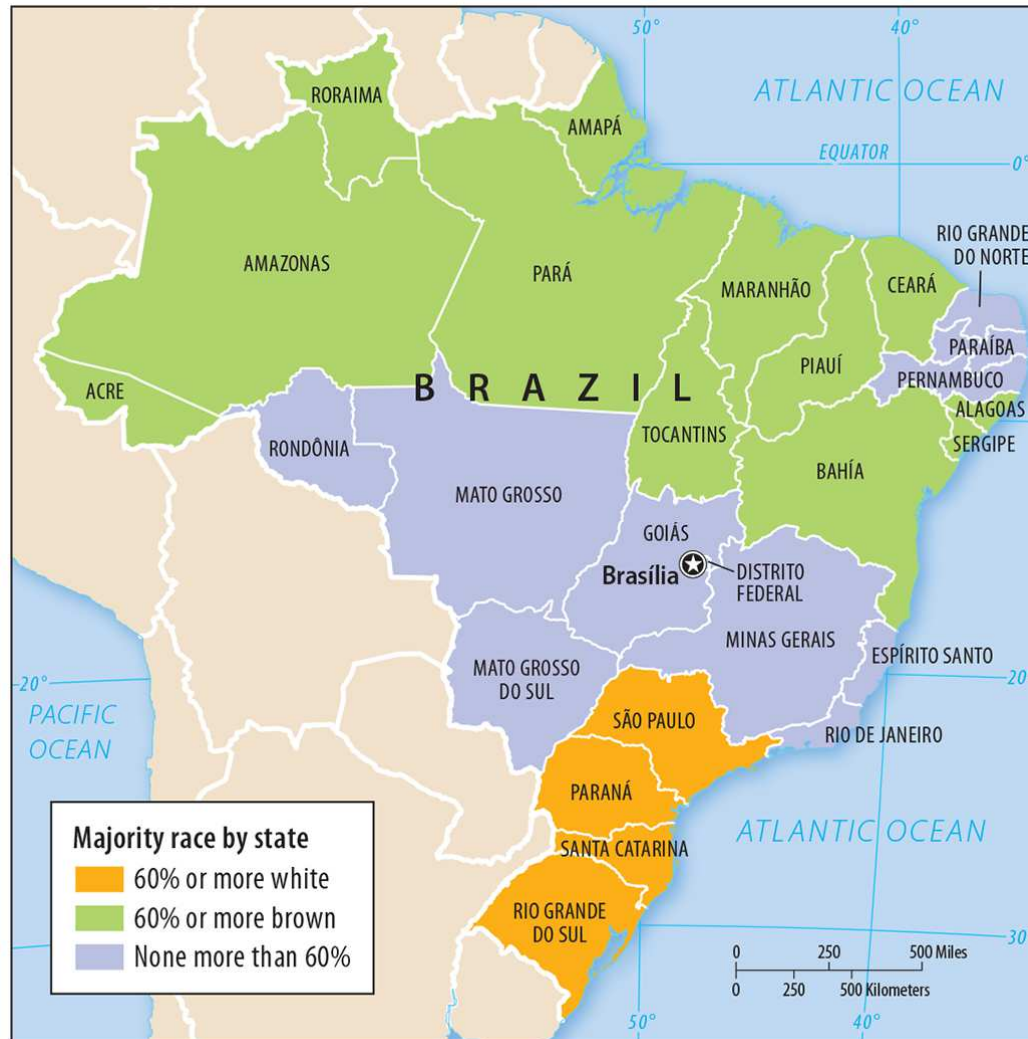 50°
40°
ATLANTIC OCEAN
RORAIMA
AMAPÁ
EQUATOR
0°
RIO GRANDE
DO NORTE
AMAZONAS
PARÁ
MARANHÃO
CEARÁ
PARAÍBA
PIAUÍ
PERNAMBUCO
ACRE
BRAZIL
ALAGOAS
TOCANTINS
SERGIPE
RONDÔNIA
BAHÍA
MATO GROSSO
GOIÁS
Brasília
DISTRITO
FEDERAL
MINAS GERAIS
ESPÍRITO SANTO
MATO GROSSO
DO SUL
20°
20°
PACIFIC
OCEAN
SÃO PAULO
RIO DE JANEIRO
PARANÁ
ATLANTIC OCEAN
SANTA CATARINA
Majority race by state
60% or more white
60% or more brown
None more than 60%
RIO GRANDE
DO SUL
30°
0 250 500 Miles
0 250 500 Kilometers
50°
40°